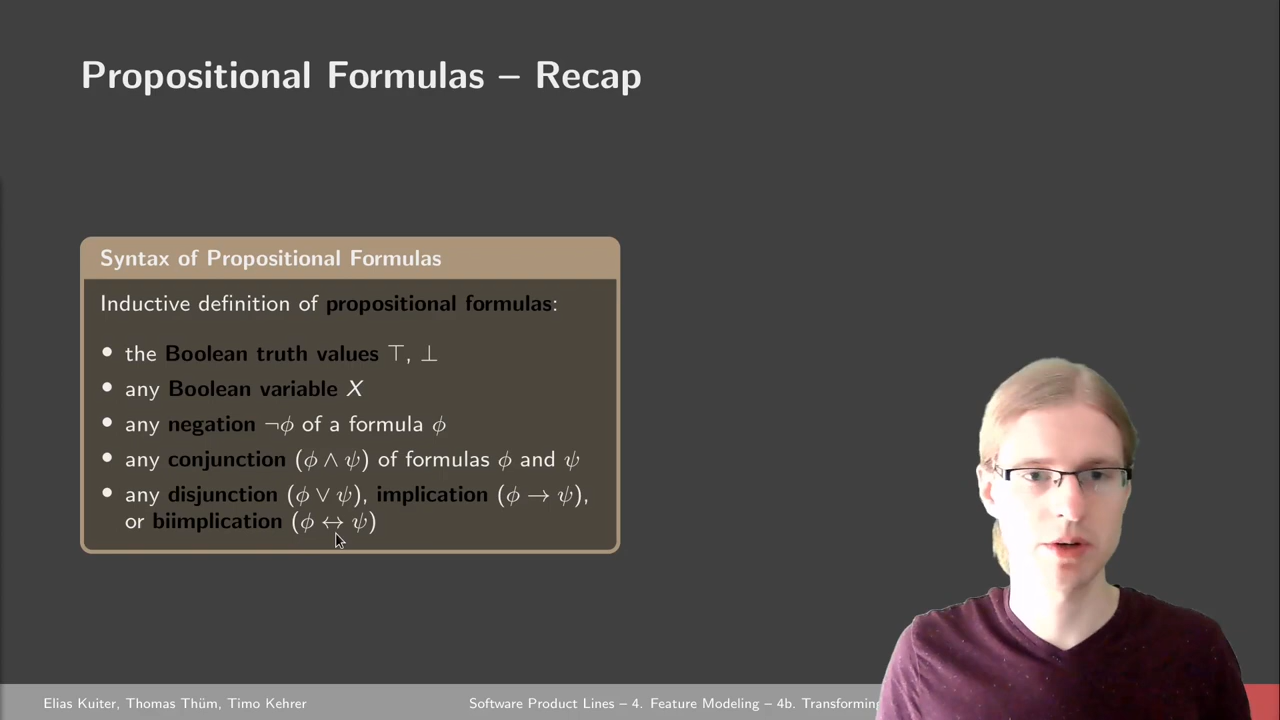 Propositional Formulas – Recap
Syntax of Propositional Formulas
Inductive definition of propositional formulas:
• the Boolean truth values ⊤, ⊥
• any Boolean variable X
• any negation ¬ϕ of a formula ϕ
• any conjunction (ϕ ∧ ψ) of formulas ϕ and ψ
• any disjunction (ϕ ∨ ψ), implication (ϕ → ψ),
or biimplication (ϕ ↔ ψ)
Elias Kuiter, Thomas Thüm, Timo Kehrer
Software Product Lines – 4. Feature Modeling – 4b. Transforming